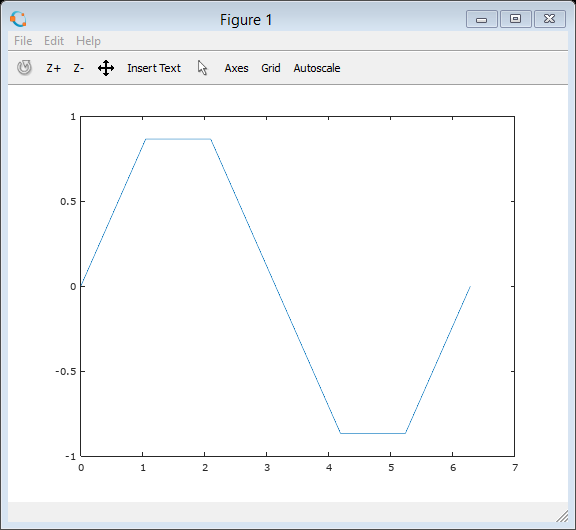 Figure 1
File Edit Help
Z+ Z- Insert Text Axes Grid Autoscale
1
0.5
0
-0.5
-1
0 1 2 3 4 5 6 7